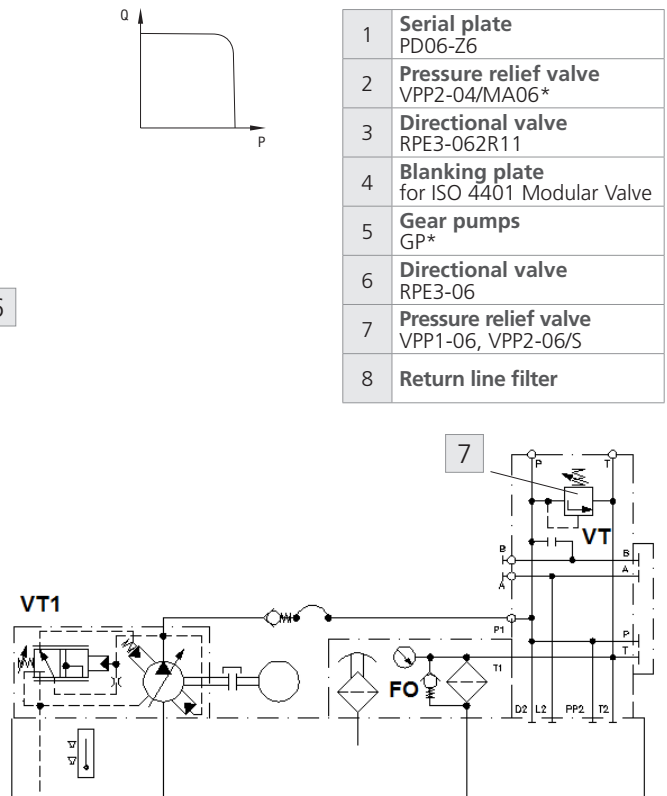 Q
P
1 Serial plate
PD06-Z6
2 Pressure relief valve
VPP2-04/MA06*
3 Directional valve
RPE3-062R11
4 Blanking plate
for ISO 4401 Modular Valve
5 Gear pumps
GP*
6 Directional valve
RPE3-06
7 Pressure relief valve
VPP1-06, VPP2-06/S
8 Return line filter
7
P T
VT
B B
A A
VT1
P1 P
T
FO T1
D2 L2 PP2 T2